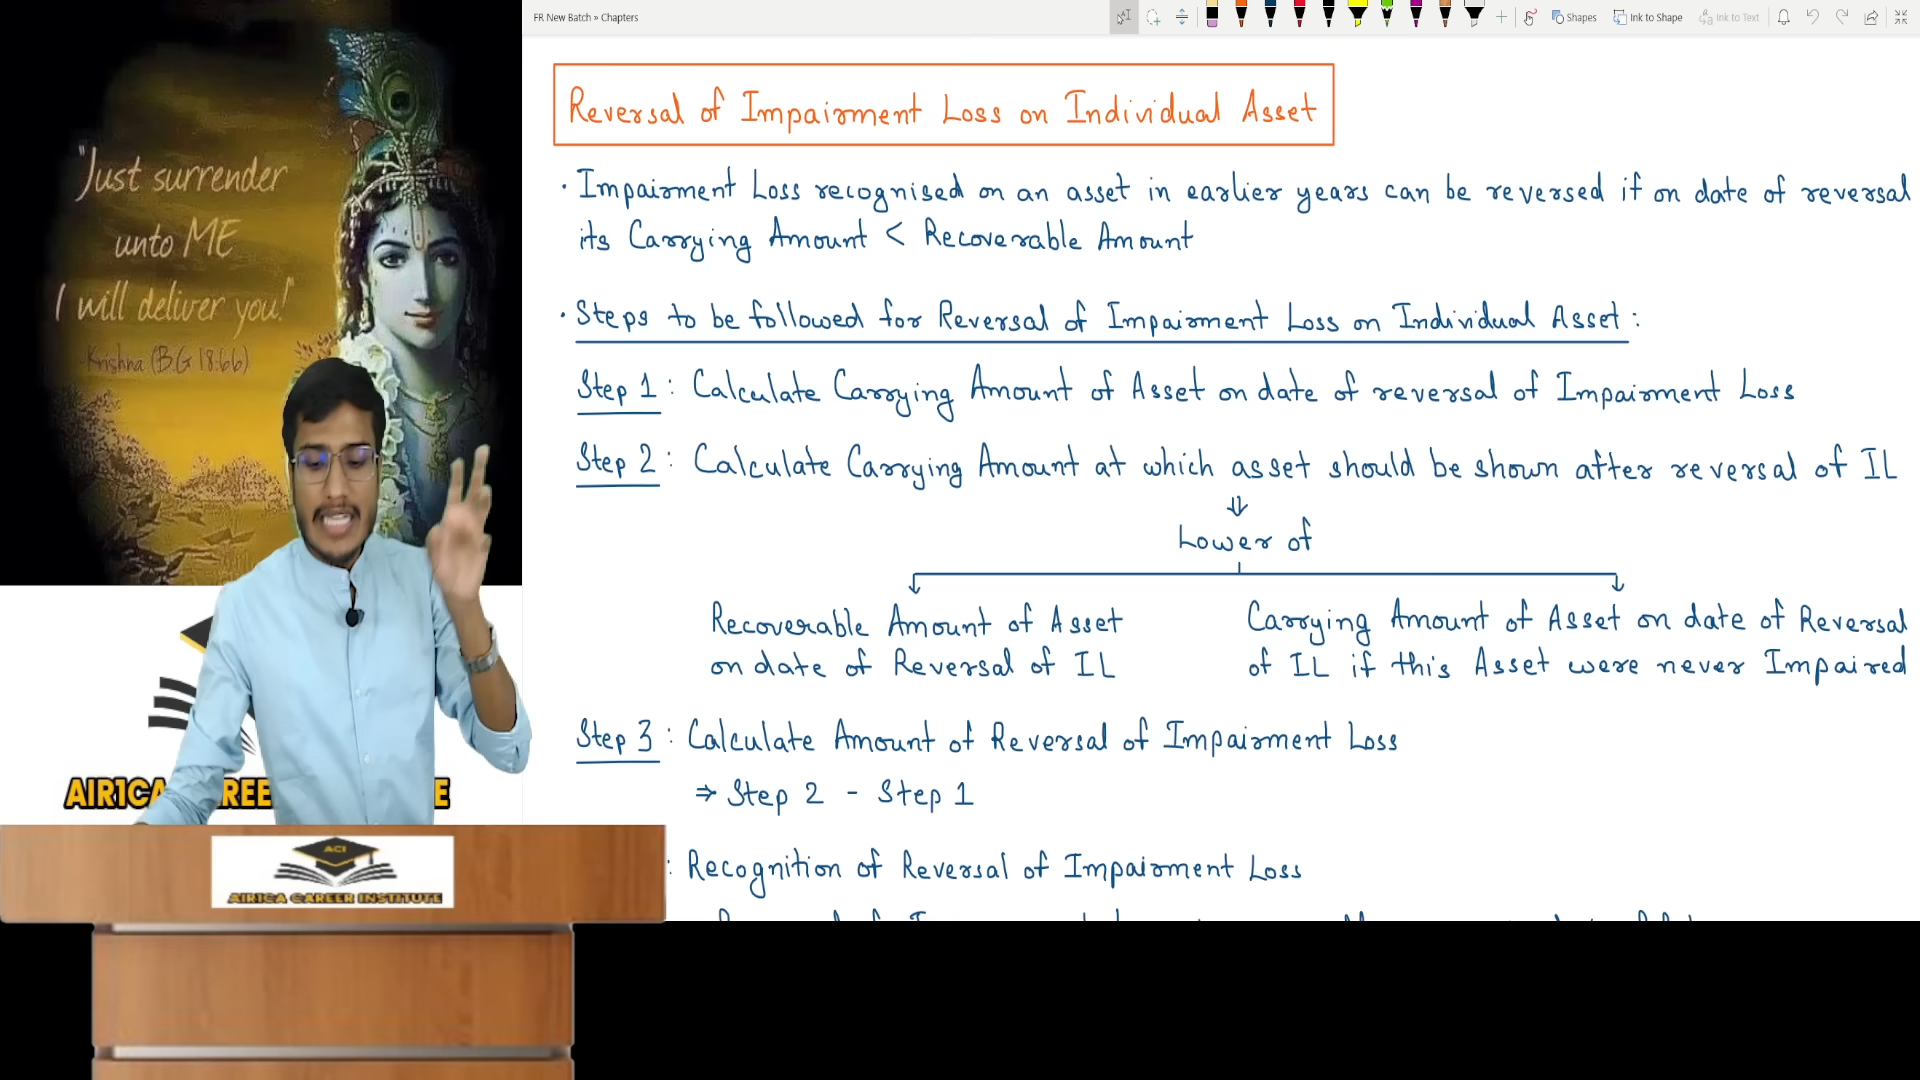 FR New Batch » Chapters
Shapes
Ink to Shape
Ink to Text
"Just surrender
unto ME
I will deliver you!"
Krishna (B.G 18:66)
Reversal of Impairment Loss on Individual Asset
· Impairment Loss recognised on an asset in earlier years can be reversed if on date of reversal
its Carrying Amount < Recoverable Amount
· Steps to be followed for Reversal of Impairment Loss on Individual Asset :
Step 1 : Calculate Carrying Amount of Asset on date of reversal of Impairment Loss
Step 2 : Calculate Carrying Amount at which asset should be shown after reversal of IL
⇓
Lower of
Recoverable Amount of Asset
on date of Reversal of IL
Carrying Amount of Asset on date of Reversal
of IL if this Asset were never Impaired
Step 3 : Calculate Amount of Reversal of Impairment Loss
⇒ Step 2 - Step 1
: Recognition of Reversal of Impairment Loss
AIR1CA REE E
ACI
AIR1CA CAREER INSTITUTE